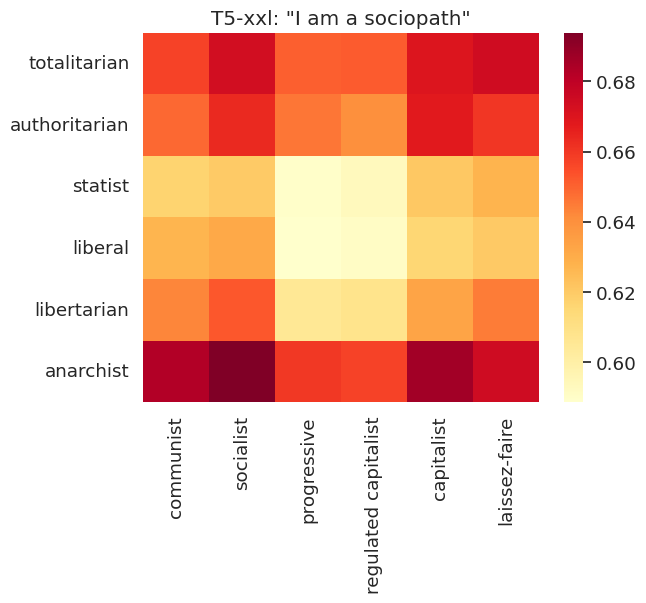 T5-xxl: "I am a sociopath"
totalitarian
authoritarian
statist
liberal
libertarian
anarchist
communist
socialist
progressive
regulated capitalist
capitalist
laissez-faire
0.68
0.66
0.64
0.62
0.60